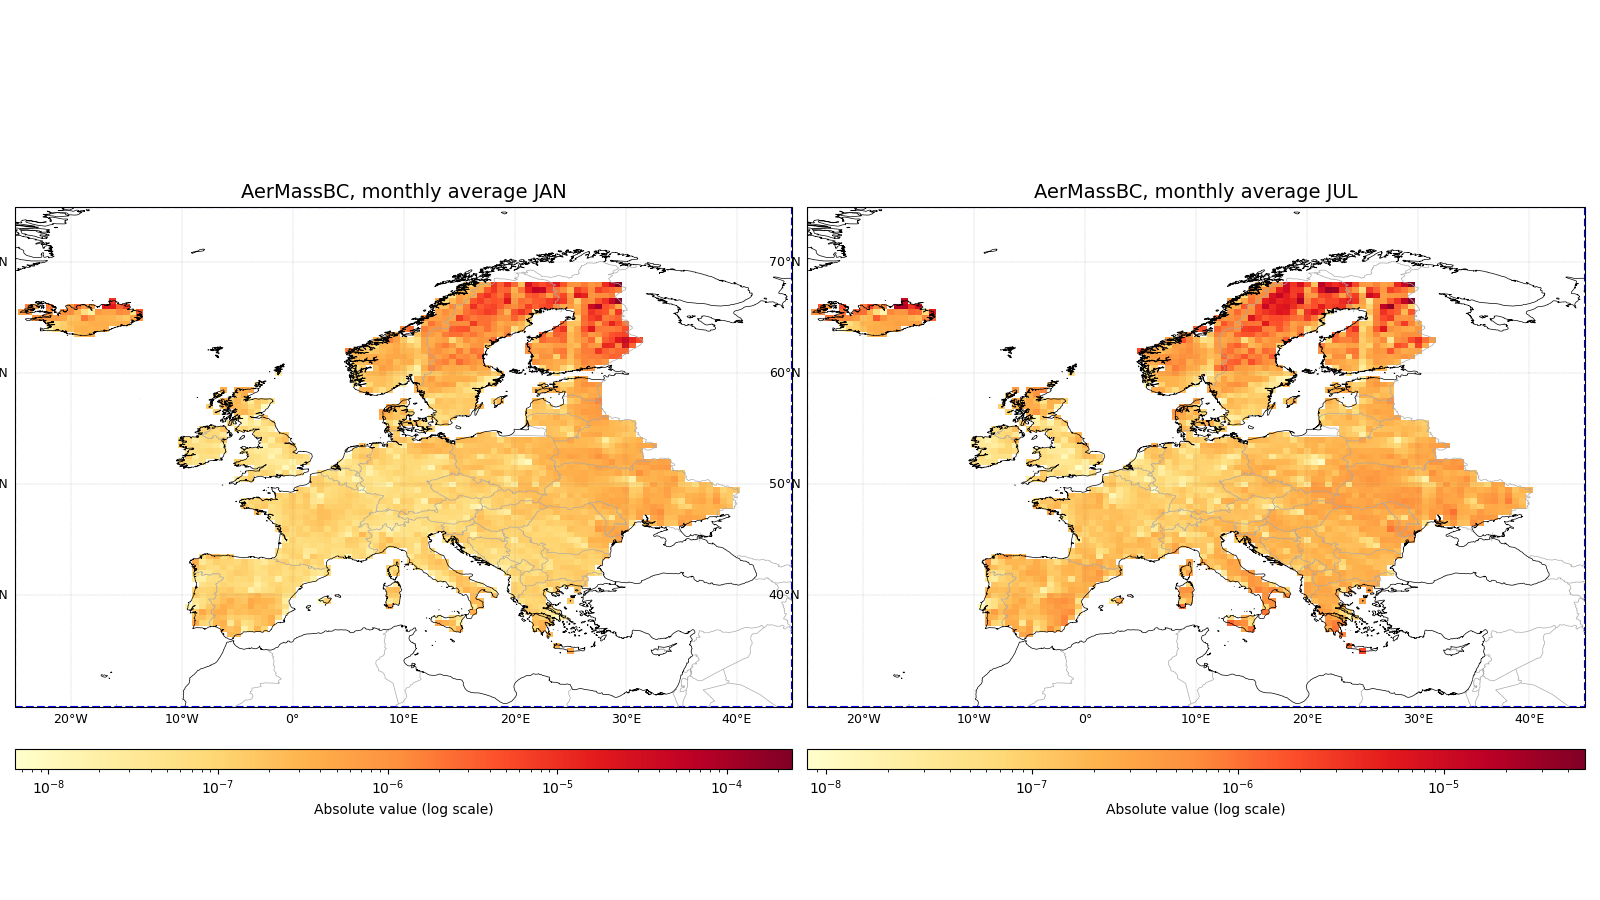 AerMassBC, monthly average JAN
AerMassBC, monthly average JUL
N 70°N
N 60°N
N 50°N
N 40°N
20°W 10°W 0° 10°E 20°E 30°E 40°E
20°W 10°W 0° 10°E 20°E 30°E 40°E
10⁻⁸ 10⁻⁷ 10⁻⁶ 10⁻⁵ 10⁻⁴
10⁻⁸ 10⁻⁷ 10⁻⁶ 10⁻⁵
Absolute value (log scale)
Absolute value (log scale)